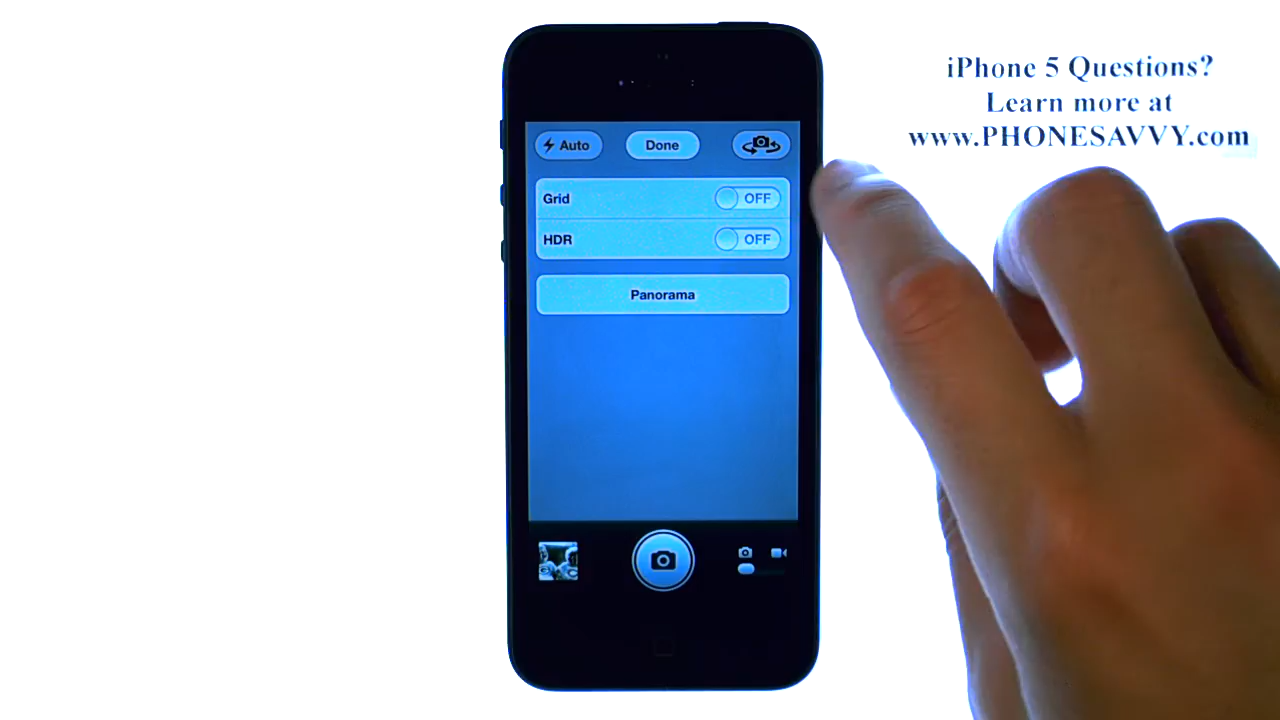 iPhone 5 Questions?
Learn more at
www.PHONESAVVY.com
Auto
Done
Grid OFF
HDR OFF
Panorama